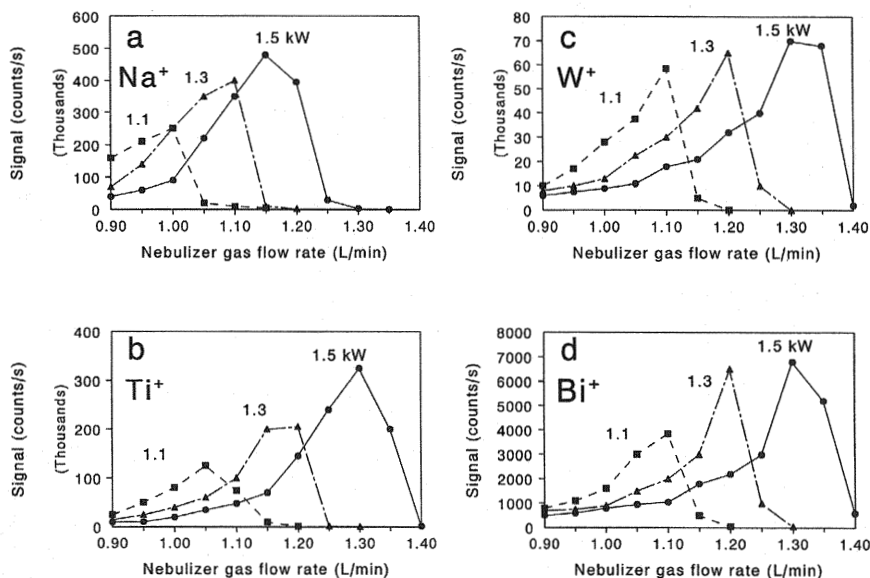 a
Na+
1.1
1.3
1.5 kW
600
500
400
300
200
100
0
Signal (counts/s)
(Thousands)
0.90 1.00 1.10 1.20 1.30 1.40
Nebulizer gas flow rate (L/min)
c
W+
1.1
1.3
1.5 kW
80
70
60
50
40
30
20
10
0
Signal (counts/s)
(Thousands)
0.90 1.00 1.10 1.20 1.30 1.40
Nebulizer gas flow rate (L/min)
b
Ti+
1.1
1.3
1.5 kW
400
300
200
100
0
Signal (counts/s)
(Thousands)
0.90 1.00 1.10 1.20 1.30 1.40
Nebulizer gas flow rate (L/min)
d
Bi+
1.1
1.3
1.5 kW
8000
7000
6000
5000
4000
3000
2000
1000
0
Signal (counts/s)
0.90 1.00 1.10 1.20 1.30 1.40
Nebulizer gas flow rate (L/min)